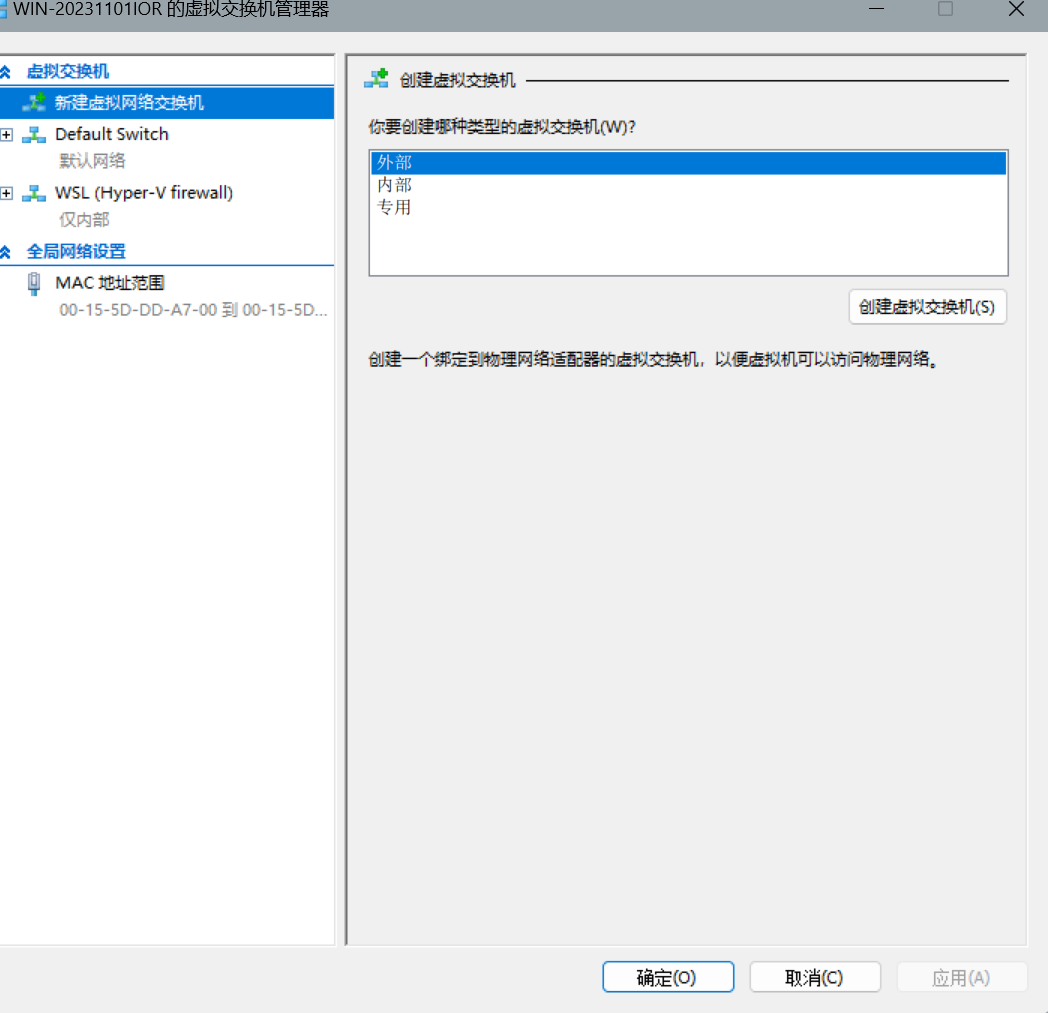 WIN-20231101IOR 的虚拟交换机管理器
虚拟交换机
新建虚拟网络交换机
Default Switch
默认网络
WSL (Hyper-V firewall)
仅内部
全局网络设置
MAC 地址范围
00-15-5D-DD-A7-00 到 00-15-5D...
创建虚拟交换机
你要创建哪种类型的虚拟交换机(W)?
外部
内部
专用
创建虚拟交换机(S)
创建一个绑定到物理网络适配器的虚拟交换机，以便虚拟机可以访问物理网络。
确定(O)
取消(C)
应用(A)